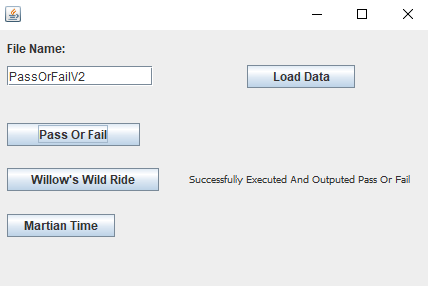 File Name:
PassOrFailV2
Load Data
Pass Or Fail
Willow's Wild Ride
Successfully Executed And Outputed Pass Or Fail
Martian Time